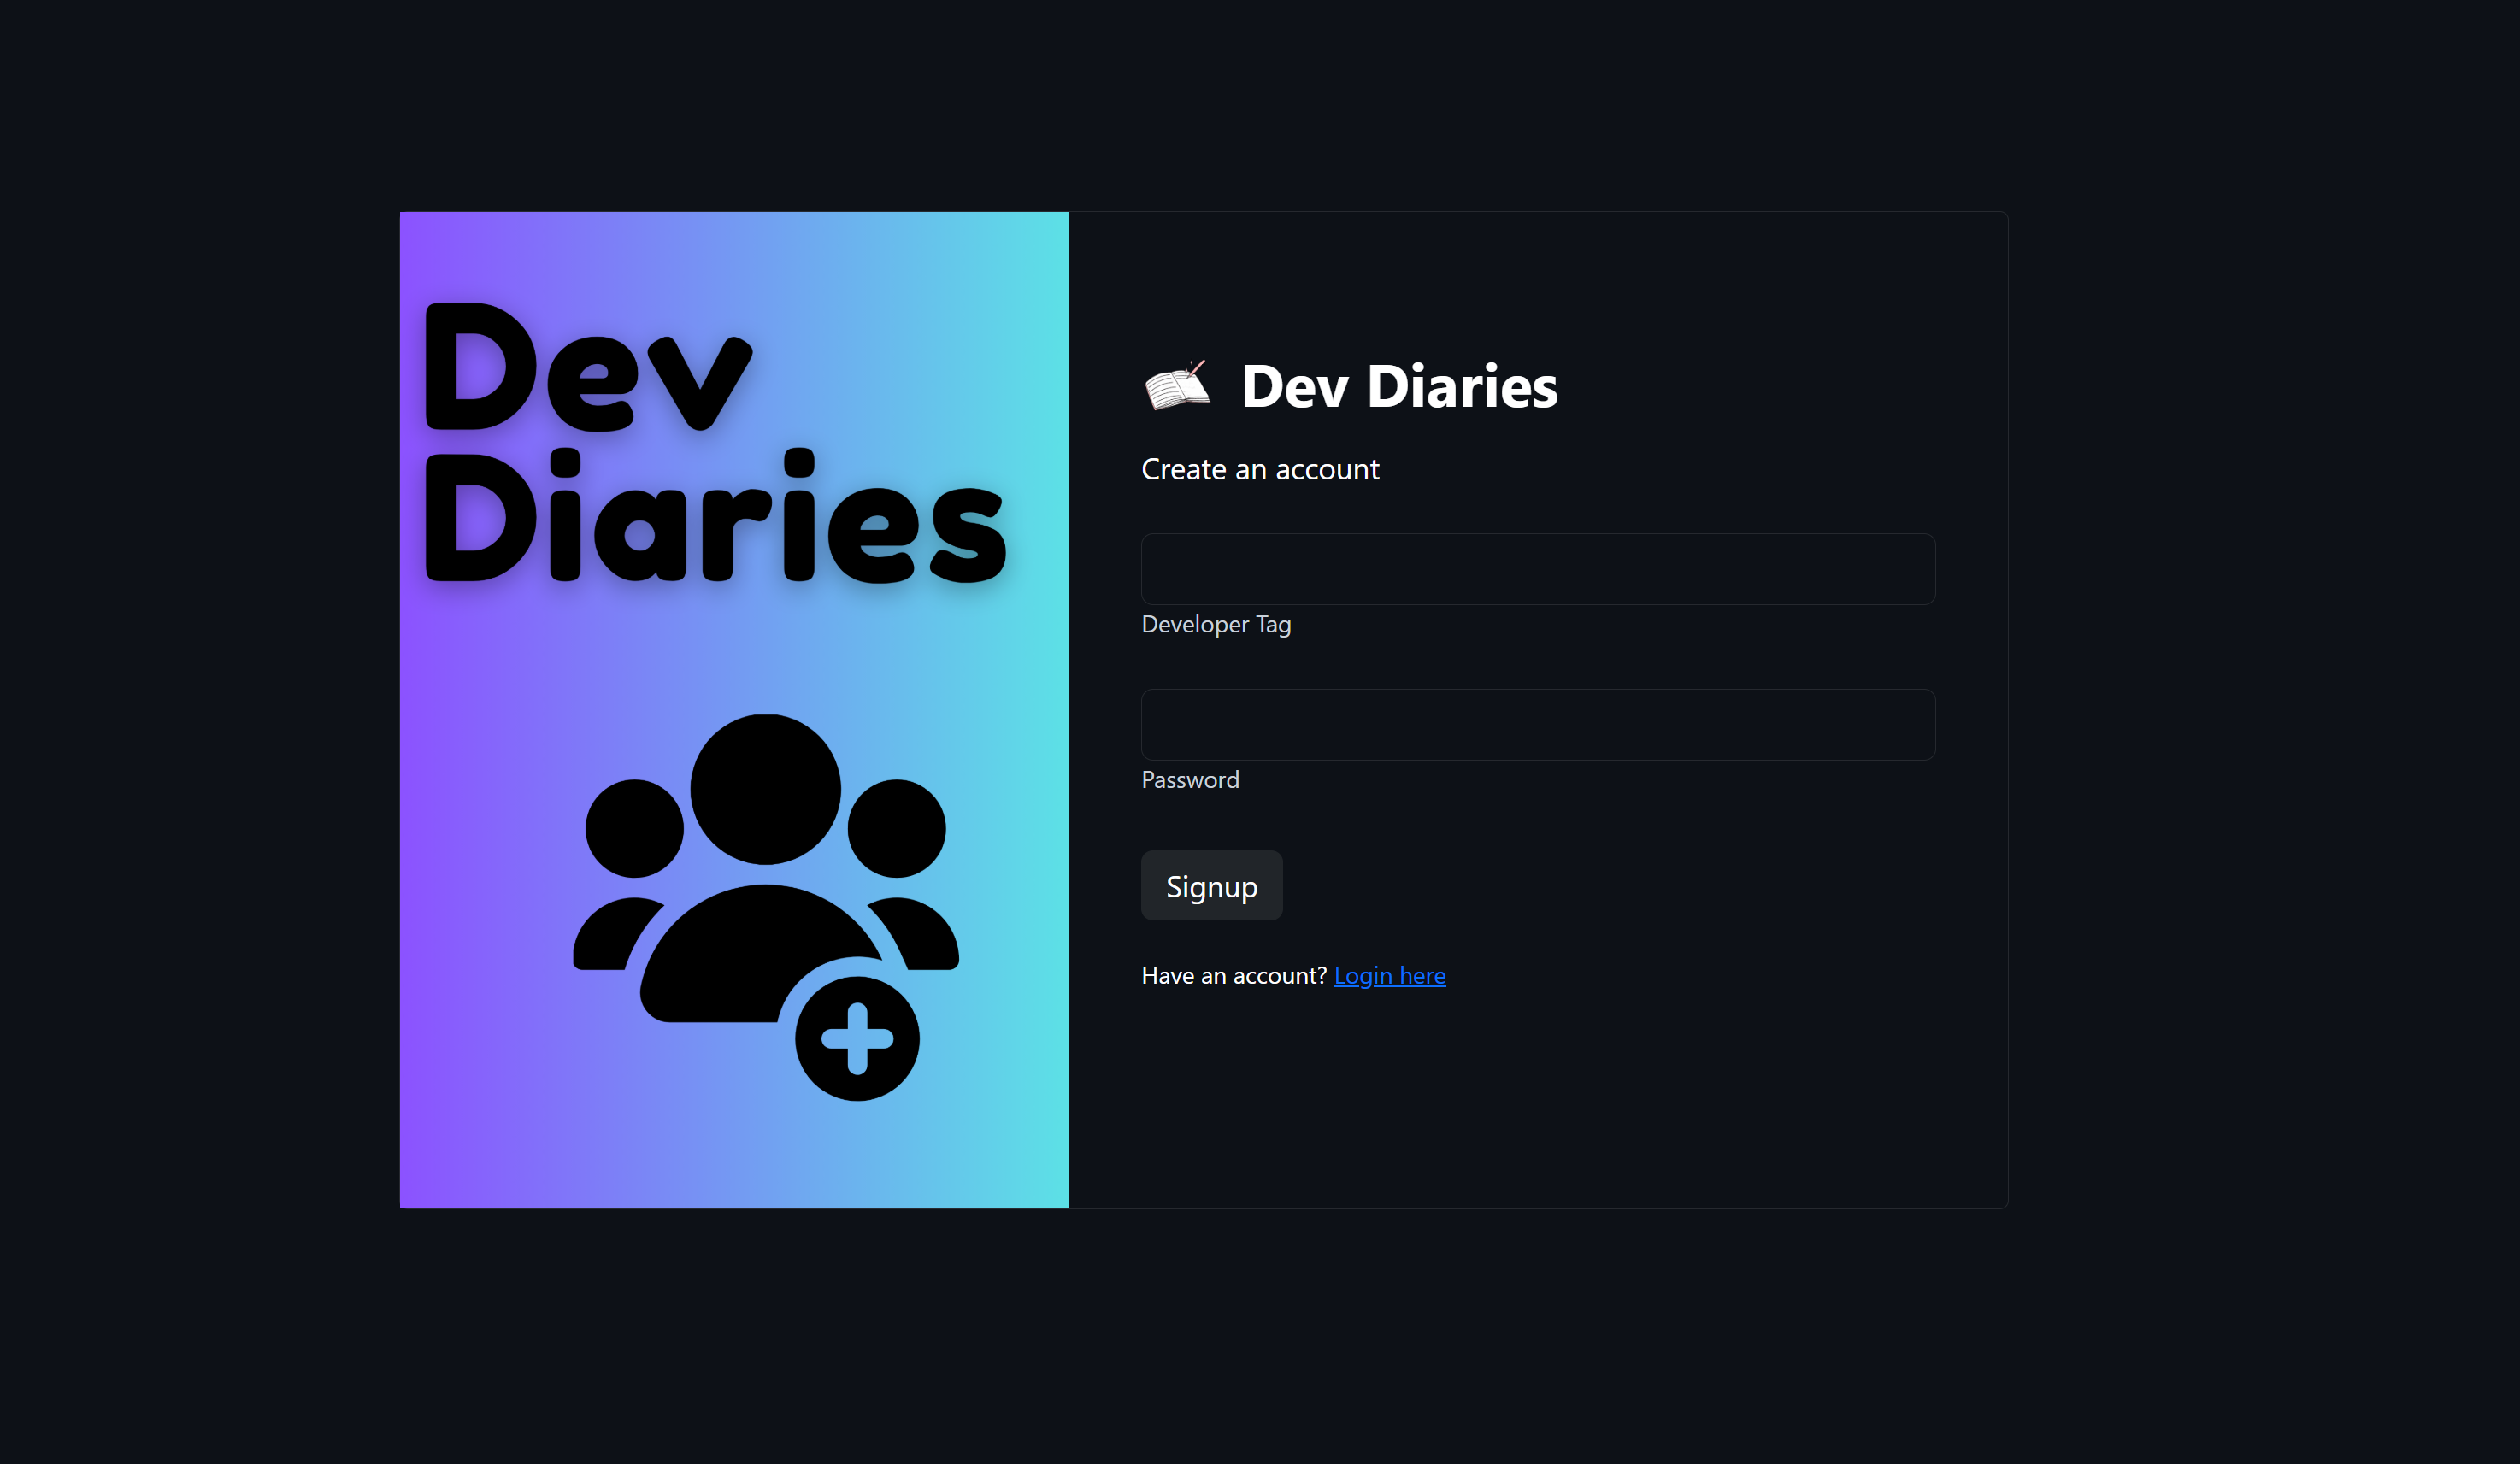 Dev
Diaries
Dev Diaries
Create an account
Developer Tag
Password
Signup
Have an account? Login here